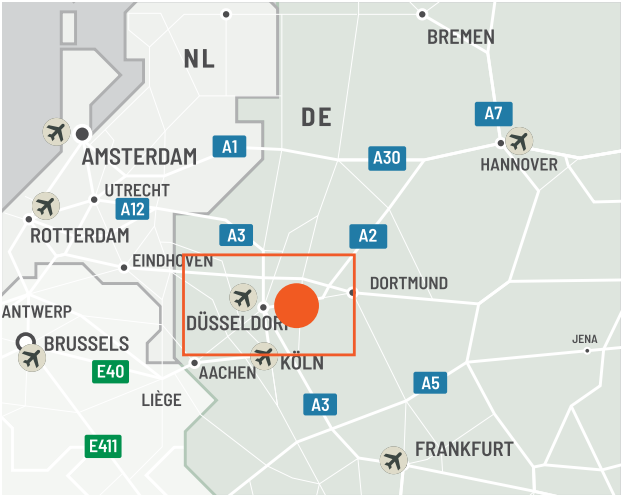 BREMEN
NL
DE
A7
AMSTERDAM
A1
A30
HANNOVER
UTRECHT
A12
ROTTERDAM
A3
A2
EINDHOVEN
DORTMUND
ANTWERP
DÜSSELDORF
BRUSSELS
JENA
KÖLN
E40
AACHEN
A5
LIÈGE
A3
E411
FRANKFURT